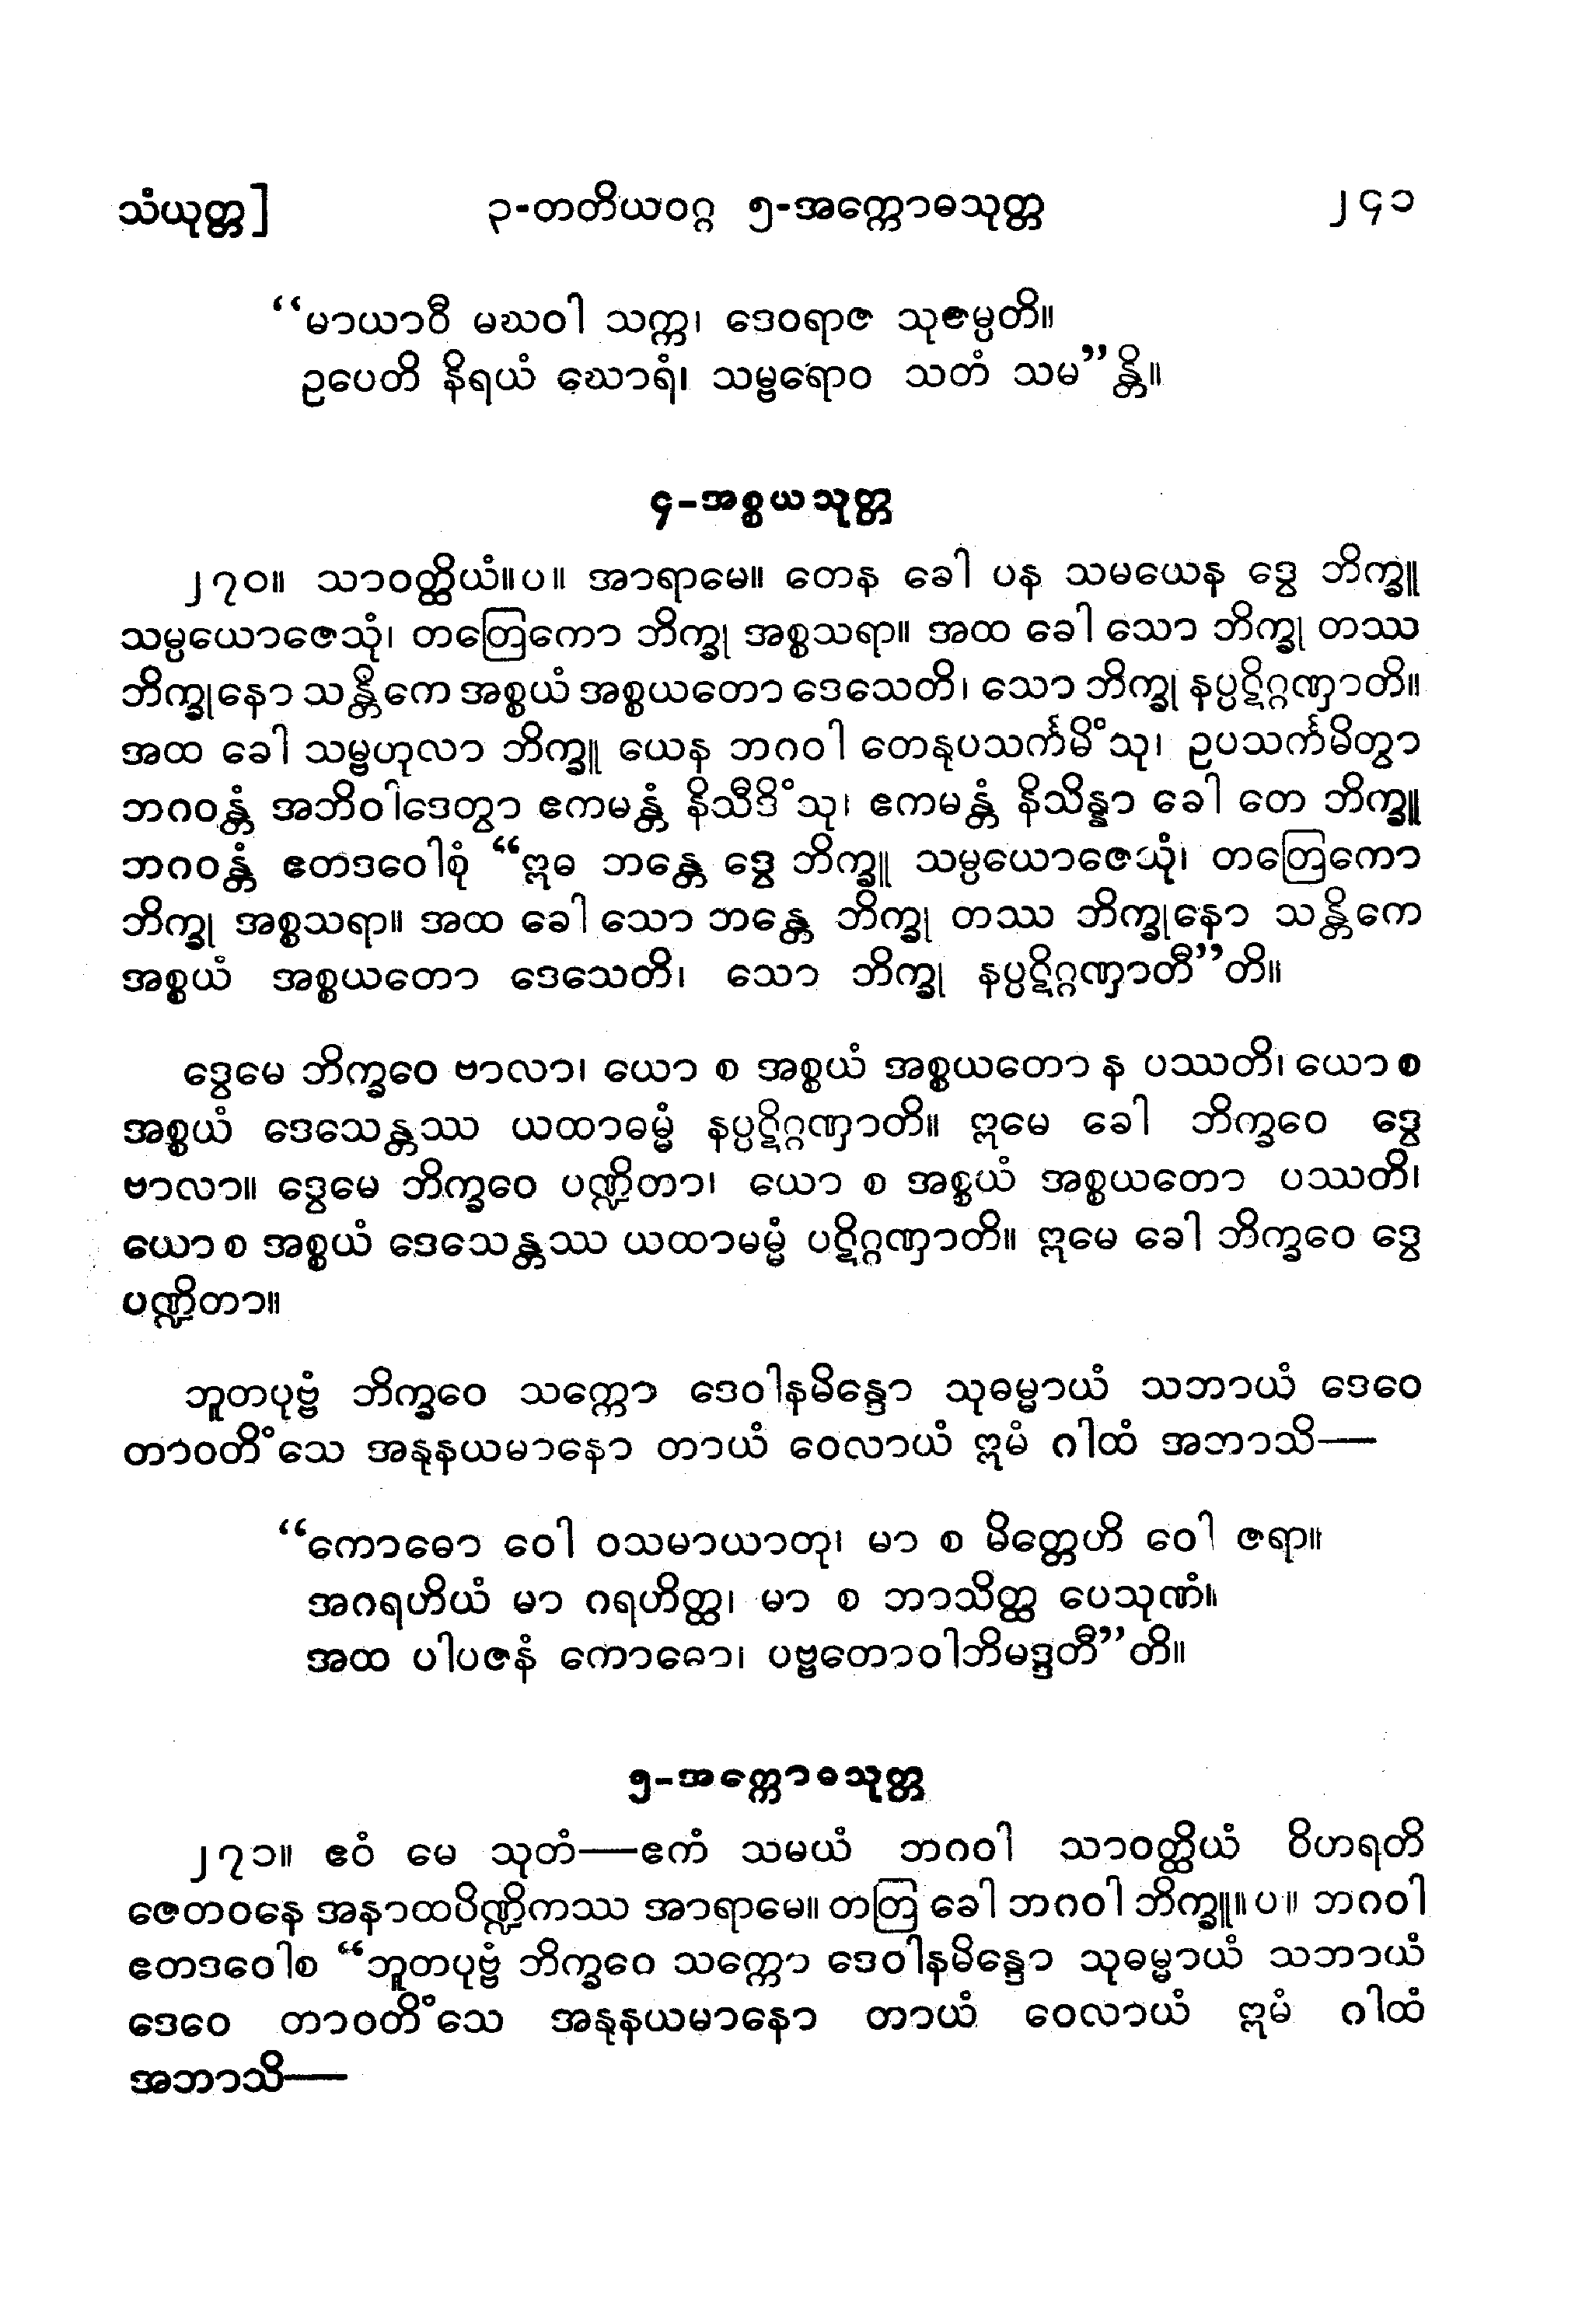 သံယုတ္တ] ၃-တတိယဝဂ္ဂ ၅-အက္ကောဓသုတ္တ ၂၄၁
“မာယာဝီ မဃဝါ သက္က၊ ဒေဝရာဇ သုဇမ္ပတိ။
ဥပေတိ နိရယံ ဃောရံ၊ သမ္ဗရောဝ သတံ သမ”န္တိ။
၄-အစ္စယသုတ္တ
၂၇၀။ သာဝတ္ထိယံ။ပ။ အာရာမေ။ တေန ခေါ ပန သမယေန ဒွေ ဘိက္ခူ
သမ္ပယောဇေသုံ၊ တတြေကော ဘိက္ခု အစ္စသရာ။ အထ ခေါ သော ဘိက္ခု တဿ
ဘိက္ခုနော သန္တိကေ အစ္စယံ အစ္စယတော ဒေသေတိ၊ သော ဘိက္ခု နပ္ပဋိဂ္ဂဏှာတိ။
အထ ခေါ သမ္ဗဟုလာ ဘိက္ခူ ယေန ဘဂဝါ တေနုပသင်္ကမိံသု၊ ဥပသင်္ကမိတွာ
ဘဂဝန္တံ အဘိဝါဒေတွာ ဧကမန္တံ နိသီဒိံသု၊ ဧကမန္တံ နိသိန္နာ ခေါ တေ ဘိက္ခူ
ဘဂဝန္တံ ဧတဒဝေါစုံ “ဣဓ ဘန္တေ ဒွေ ဘိက္ခူ သမ္ပယောဇေသုံ၊ တတြေကော
ဘိက္ခု အစ္စသရာ။ အထ ခေါ သော ဘန္တေ ဘိက္ခု တဿ ဘိက္ခုနော သန္တိကေ
အစ္စယံ အစ္စယတော ဒေသေတိ၊ သော ဘိက္ခု နပ္ပဋိဂ္ဂဏှာတီ”တိ။
ဒွေမေ ဘိက္ခဝေ ဗာလာ၊ ယော စ အစ္စယံ အစ္စယတော န ပဿတိ၊ ယော စ
အစ္စယံ ဒေသေန္တဿ ယထာဓမ္မံ နပ္ပဋိဂ္ဂဏှာတိ။ ဣမေ ခေါ ဘိက္ခဝေ ဒွေ
ဗာလာ။ ဒွေမေ ဘိက္ခဝေ ပဏ္ဍိတာ၊ ယော စ အစ္စယံ အစ္စယတော ပဿတိ၊
ယော စ အစ္စယံ ဒေသေန္တဿ ယထာမမ္မံ ပဋိဂ္ဂဏှာတိ။ ဣမေ ခေါ ဘိက္ခဝေ ဒွေ
ပဏ္ဍိတာ။
ဘူတပုဗ္ဗံ ဘိက္ခဝေ သက္ကော ဒေဝါနမိန္ဒော သုဓမ္မာယံ သဘာယံ ဒေဝေ
တာဝတိံသေ အနုနယမာနော တာယံ ဝေလာယံ ဣမံ ဂါထံ အဘာသိ—
“ကောဓော ဝေါ ဝသမာယာတု၊ မာ စ မိတ္တေဟိ ဝေါ ဇရာ။
အဂရဟိယံ မာ ဂရဟိတ္ထ၊ မာ စ ဘာသိတ္ထ ပေသုဏံ။
အထ ပါပဇနံ ကောဓော၊ ပဗ္ဗတောဝါဘိမဒ္ဒတီ”တိ။
၅-အက္ကောဓသုတ္တ
၂၇၁။ ဧဝံ မေ သုတံ—ဧကံ သမယံ ဘဂဝါ သာဝတ္ထိယံ ဝိဟရတိ
ဇေတဝနေ အနာထပိဏ္ဍိကဿ အာရာမေ။ တတြ ခေါ ဘဂဝါ ဘိက္ခူ။ပ။ ဘဂဝါ
ဧတဒဝေါစ “ဘူတပုဗ္ဗံ ဘိက္ခဝေ သက္ကော ဒေဝါနမိန္ဒော သုဓမ္မာယံ သဘာယံ
ဒေဝေ တာဝတိံသေ အနုနယမာနော တာယံ ဝေလာယံ ဣမံ ဂါထံ
အဘာသိ—